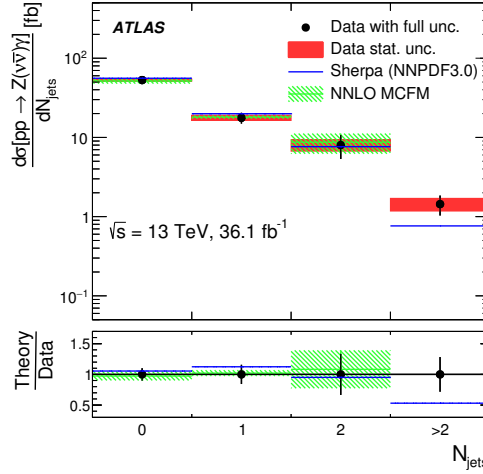 ATLAS
Data with full unc.
Data stat. unc.
Sherpa (NNPDF3.0)
NNLO MCFM
dσ[pp → Z(νν̄)γ] [fb]
dN_jets
10²
10
1
10⁻¹
√s = 13 TeV, 36.1 fb⁻¹
Theory
Data
1.5
1
0.5
0 1 2 >2
N_jets